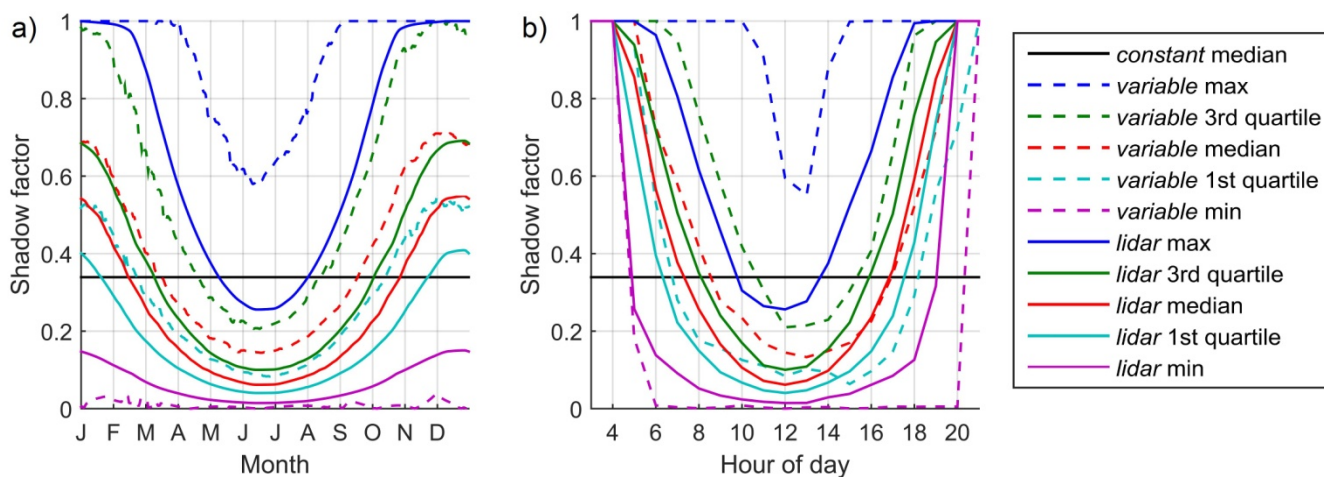 a)
1
0.8
0.6
0.4
0.2
0
Shadow factor
J F M A M J J A S O N D
Month
b)
1
0.8
0.6
0.4
0.2
0
Shadow factor
4 6 8 10 12 14 16 18 20
Hour of day
constant median
variable max
variable 3rd quartile
variable median
variable 1st quartile
variable min
lidar max
lidar 3rd quartile
lidar median
lidar 1st quartile
lidar min